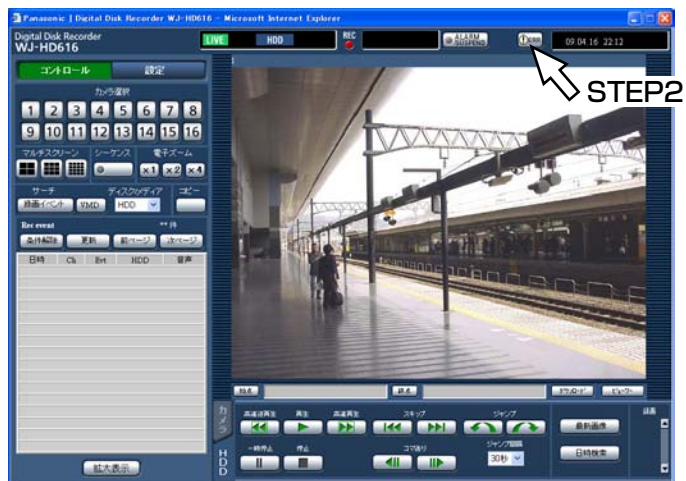 Panasonic | Digital Disk Recorder WJ-HD616 - Microsoft Internet Explorer
Digital Disk Recorder
WJ-HD616
LIVE HDD REC ALARM SUSPEND ERR 09.04.16 22:12
STEP2
コントロール 設定
カメラ選択
1 2 3 4 5 6 7 8
9 10 11 12 13 14 15 16
マルチスクリーン シーケンス 電子ズーム
x1 x2 x4
サーチ ディスク/メディア コピー
録画イベント VMD HDD
Rec event ** 件
条件解除 更新 前ページ 次ページ
日時 Ch Evt HDD 音声
拡大表示
始点 終点 ダウンロード ビューワー
カメラ
HDD
高速逆再生 再生 高速再生 スキップ ジャンプ 録画
最新画像
一時停止 停止 コマ送り ジャンプ間隔
30秒 日時検索